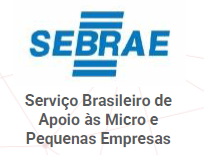 SEBRAE
Serviço Brasileiro de
Apoio às Micro e
Pequenas Empresas